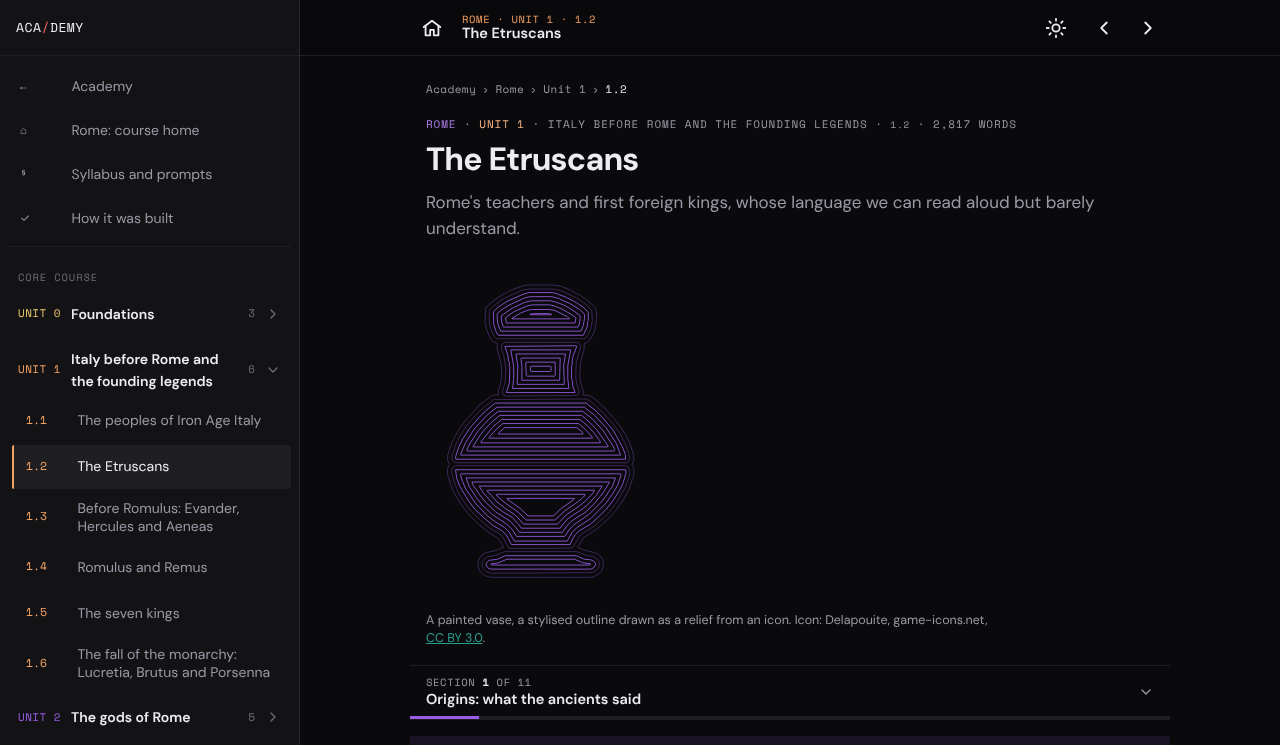 ACA/DEMY
← Academy
⌂ Rome: course home
§ Syllabus and prompts
✓ How it was built
CORE COURSE
UNIT 0 Foundations 3
UNIT 1 Italy before Rome and the founding legends 6
1.1 The peoples of Iron Age Italy
1.2 The Etruscans
1.3 Before Romulus: Evander,
Hercules and Aeneas
1.4 Romulus and Remus
1.5 The seven kings
1.6 The fall of the monarchy:
Lucretia, Brutus and Porsenna
UNIT 2 The gods of Rome 5
ROME · UNIT 1 · 1.2
The Etruscans
Academy › Rome › Unit 1 › 1.2
ROME · UNIT 1 · ITALY BEFORE ROME AND THE FOUNDING LEGENDS · 1.2 · 2,817 WORDS
The Etruscans
Rome's teachers and first foreign kings, whose language we can read aloud but barely
understand.
A painted vase, a stylised outline drawn as a relief from an icon. Icon: Delapouite, game-icons.net,
CC BY 3.0.
SECTION 1 OF 11
Origins: what the ancients said